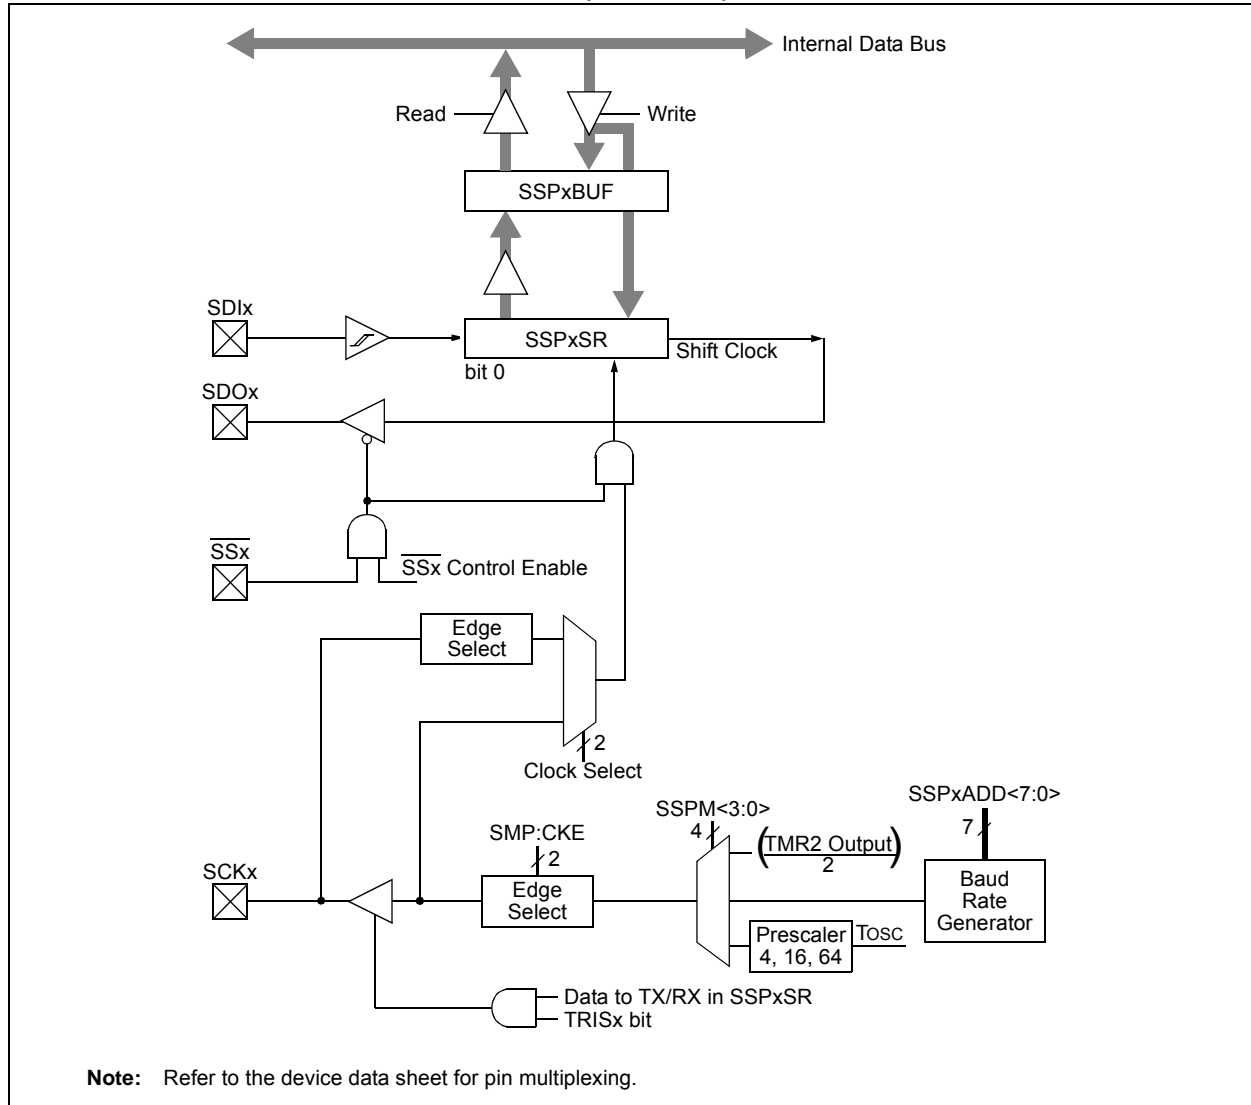 Internal Data Bus
Read
Write
SSPxBUF
SDIx
SSPxSR
Shift Clock
bit 0
SDOx
SSx
SSx Control Enable
Edge
Select
2
Clock Select
SSPxADD<7:0>
SSPM<3:0>
7
4
SMP:CKE
(TMR2 Output)
2
2
SCKx
Edge
Select
Baud
Rate
Generator
Prescaler
4, 16, 64
TOSC
Data to TX/RX in SSPxSR
TRISx bit
Note: Refer to the device data sheet for pin multiplexing.